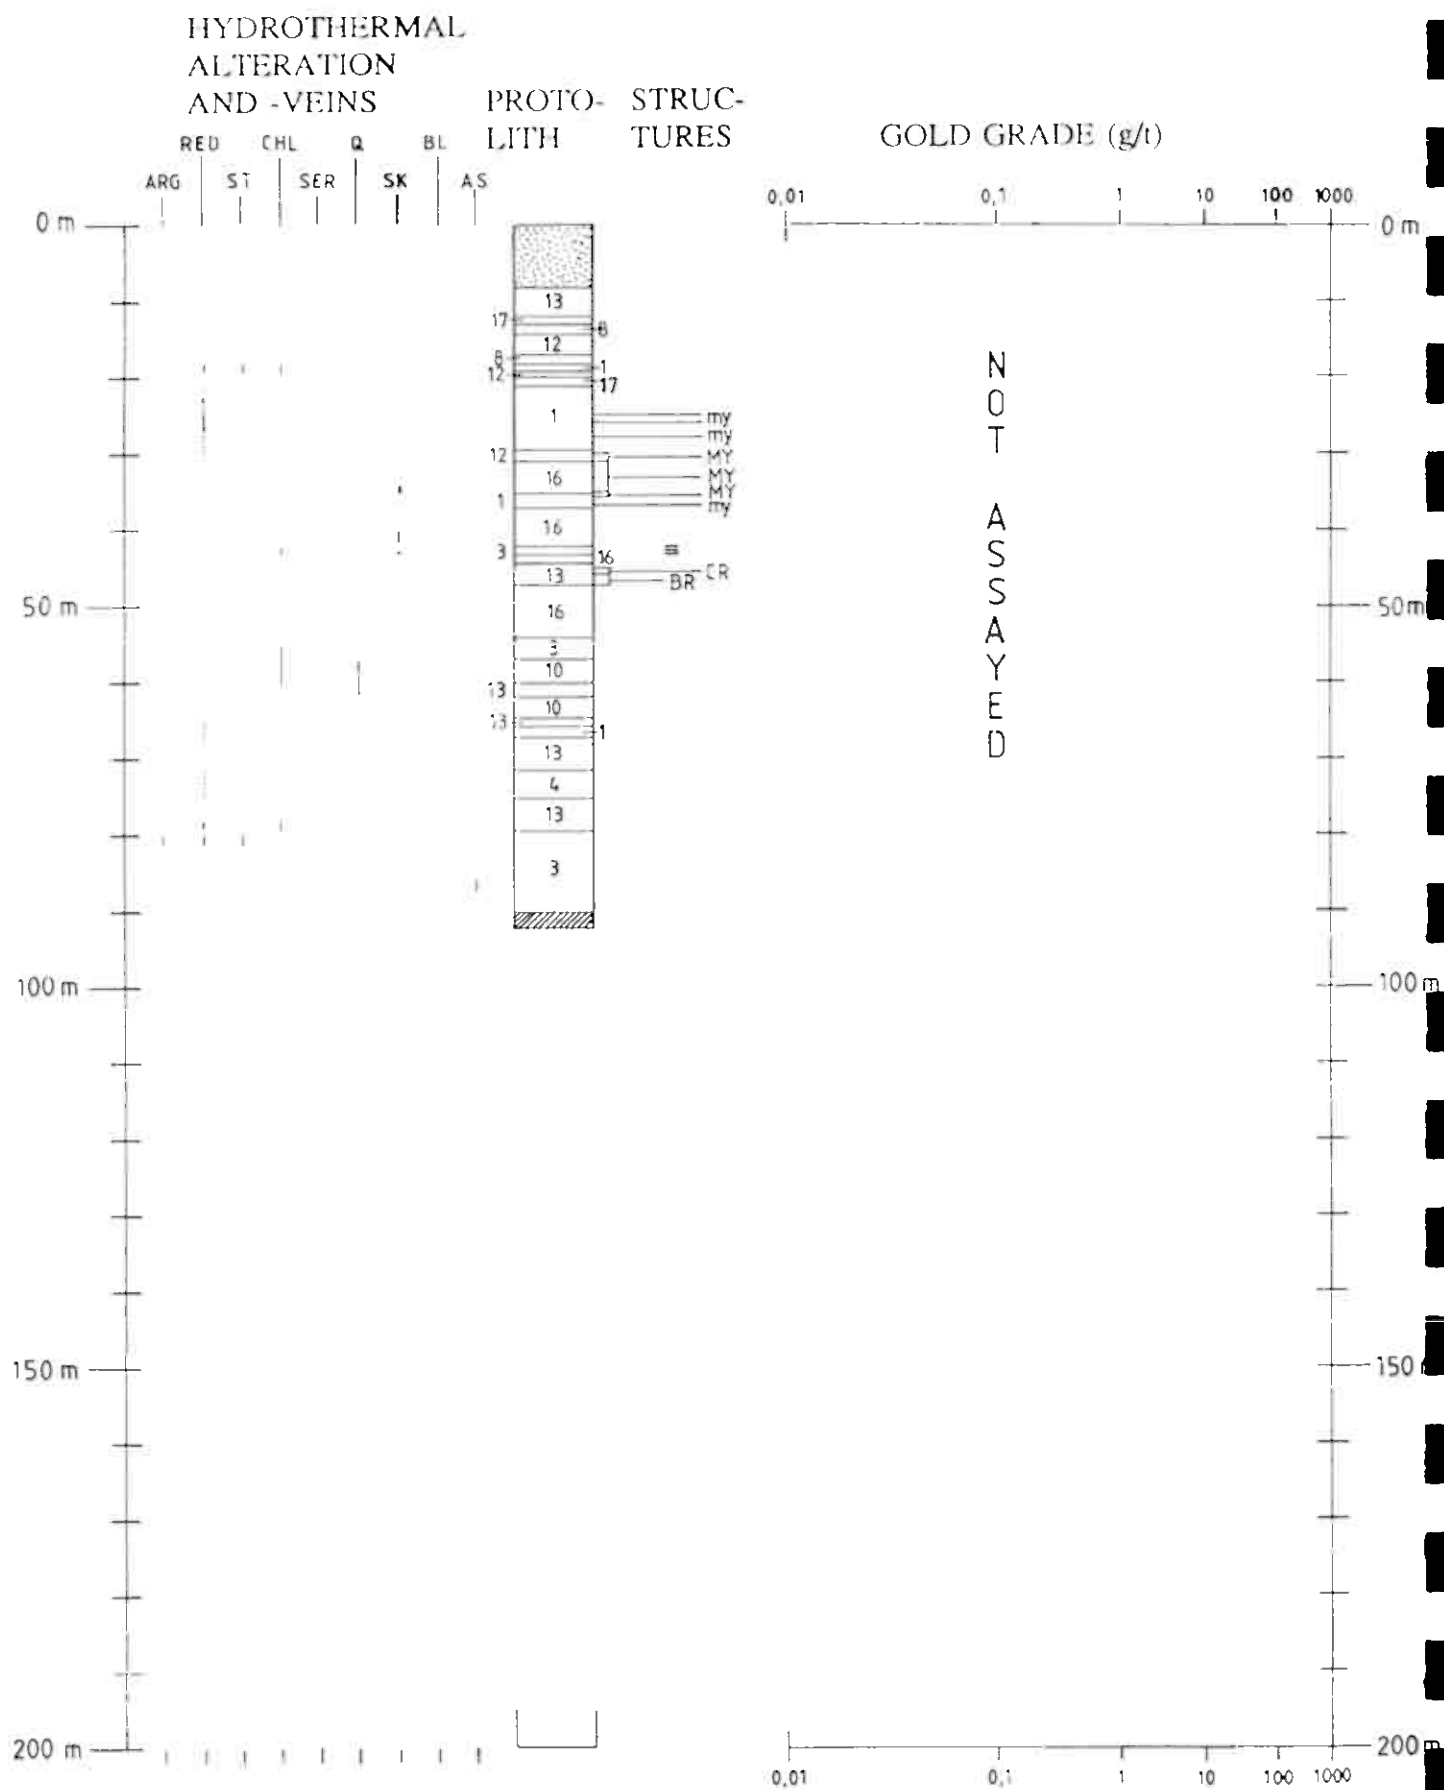 HYDROTHERMAL
ALTERATION
AND -VEINS
PROTO- STRUC-
LITH TURES
GOLD GRADE (g/t)
RED CHL Q BL
ARG ST SER SK AS
0,01 0,1 1 10 100 1000
0 m 0 m
13
17
8
12
8
1
12
17
1
my
my
12 MY
16 MY
MY
1 my
16
3 16 ≡
13 CR
BR
50 m 50m
16
3
10
13
10
13
1
13
4
13
3
NOT ASSAYED
100 m 100 m
150 m 150
200 m 200 m
0,01 0,1 1 10 100 1000